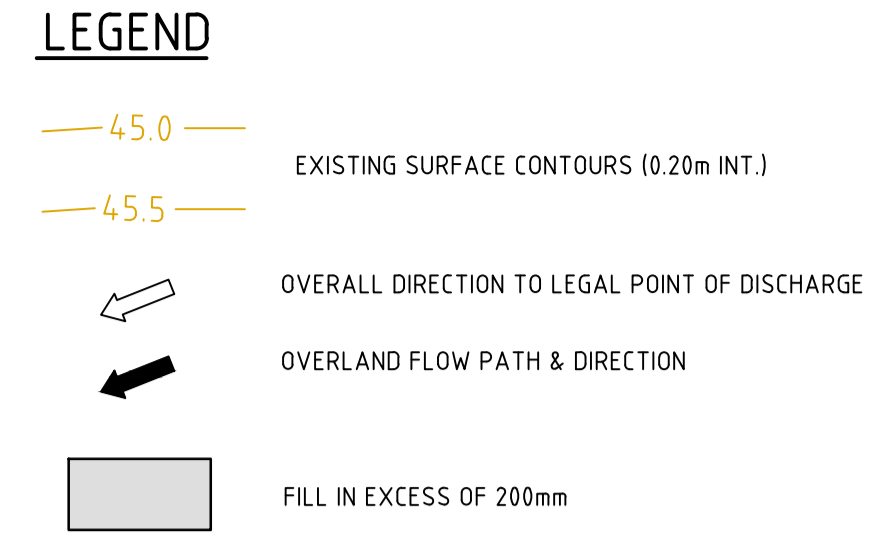 LEGEND
45.0
EXISTING SURFACE CONTOURS (0.20m INT.)
45.5
OVERALL DIRECTION TO LEGAL POINT OF DISCHARGE
OVERLAND FLOW PATH & DIRECTION
FILL IN EXCESS OF 200mm